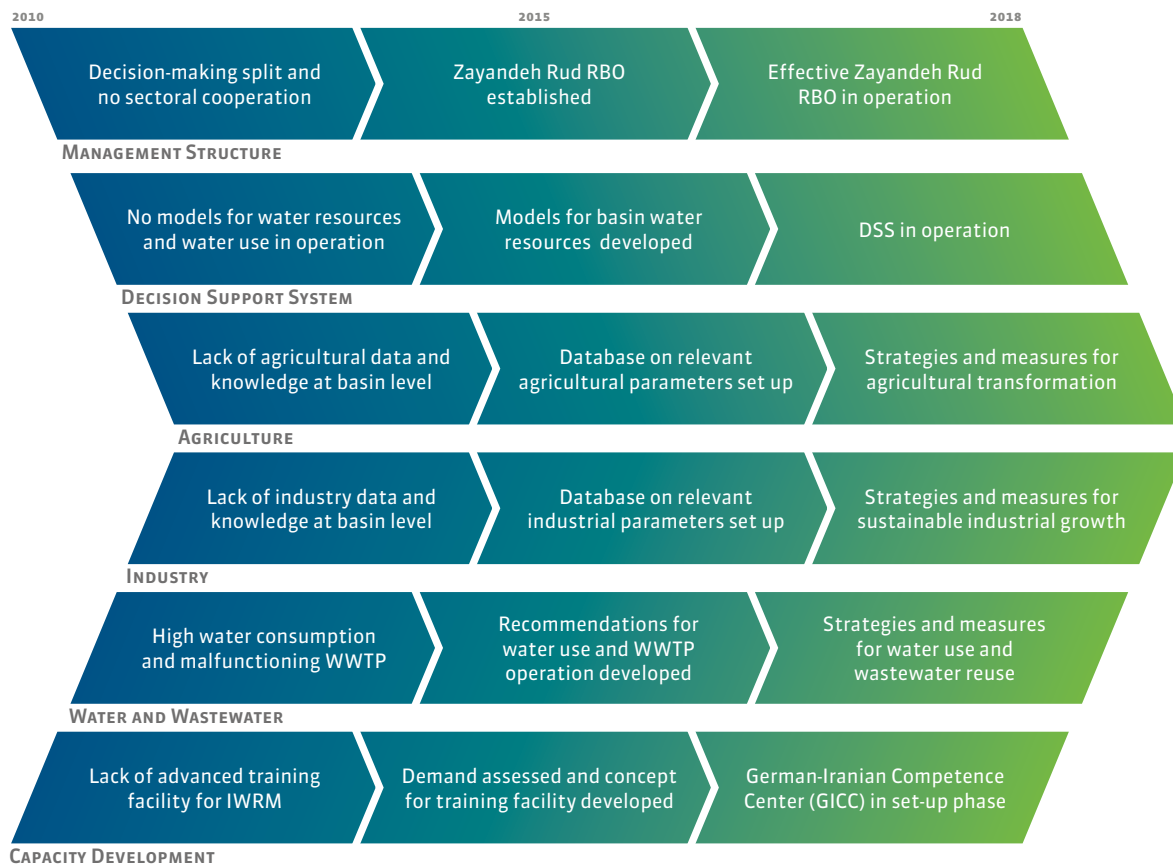 2010
2015
2018
Decision-making split and
no sectoral cooperation
Zayandeh Rud RBO
established
Effective Zayandeh Rud
RBO in operation
Management Structure
No models for water resources
and water use in operation
Models for basin water
resources developed
DSS in operation
Decision Support System
Lack of agricultural data and
knowledge at basin level
Database on relevant
agricultural parameters set up
Strategies and measures for
agricultural transformation
Agriculture
Lack of industry data and
knowledge at basin level
Database on relevant
industrial parameters set up
Strategies and measures for
sustainable industrial growth
Industry
High water consumption
and malfunctioning WWTP
Recommendations for
water use and WWTP
operation developed
Strategies and measures
for water use and
wastewater reuse
Water and Wastewater
Lack of advanced training
facility for IWRM
Demand assessed and concept
for training facility developed
German-Iranian Competence
Center (GICC) in set-up phase
Capacity Development